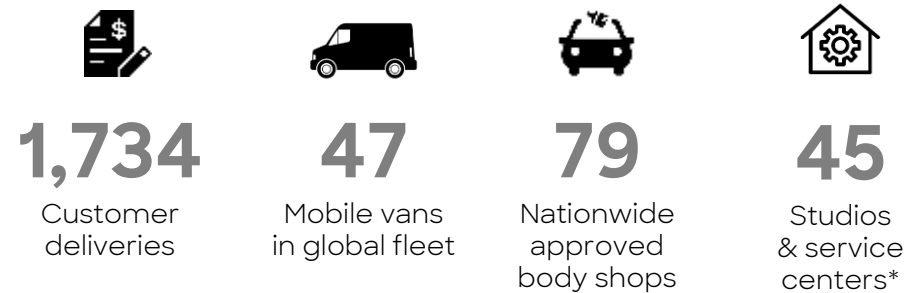 $
1,734
Customer
deliveries
47
Mobile vans
in global fleet
79
Nationwide
approved
body shops
45
Studios
& service
centers*